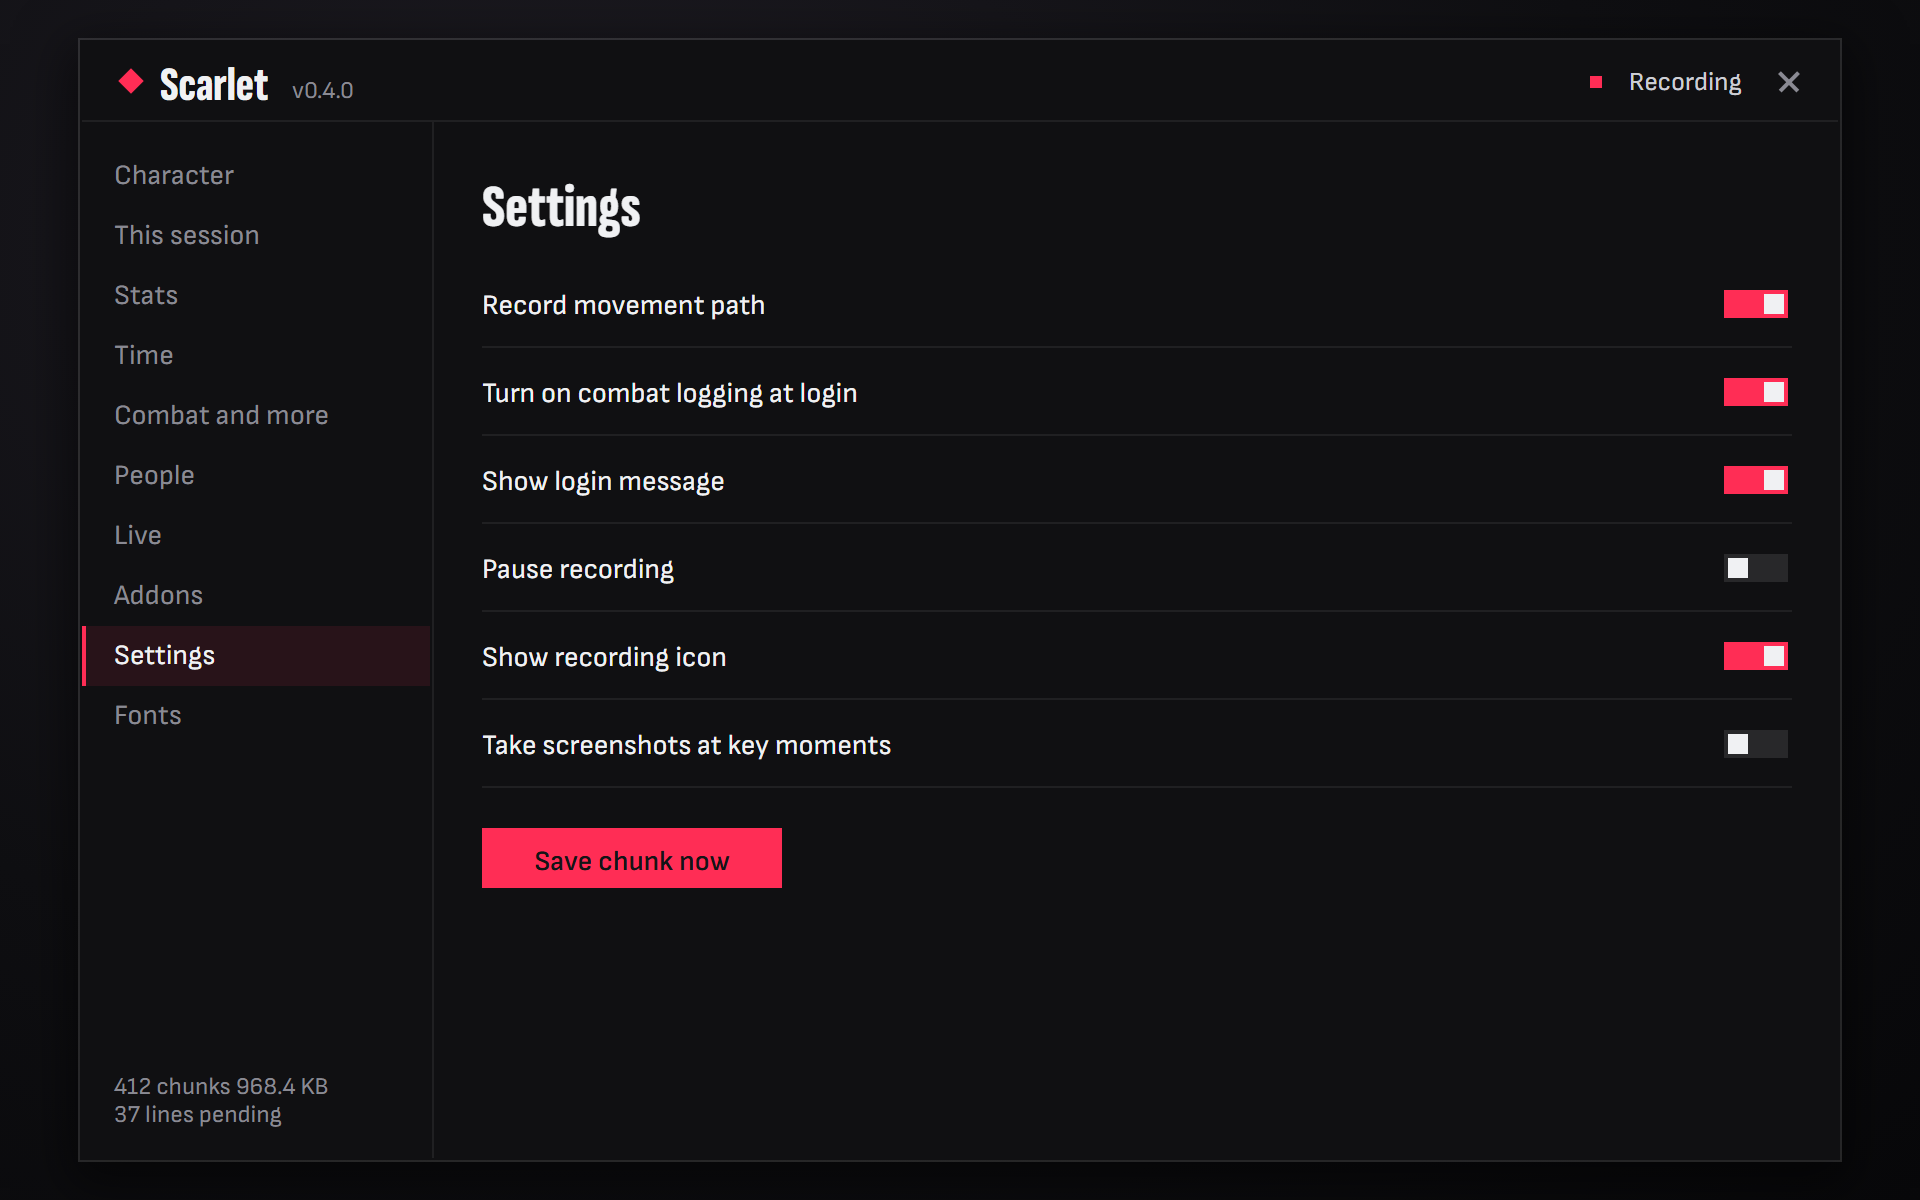 Scarlet v0.4.0
Recording
Character
This session
Stats
Time
Combat and more
People
Live
Addons
Settings
Fonts
412 chunks 968.4 KB
37 lines pending
Settings
Record movement path
Turn on combat logging at login
Show login message
Pause recording
Show recording icon
Take screenshots at key moments
Save chunk now